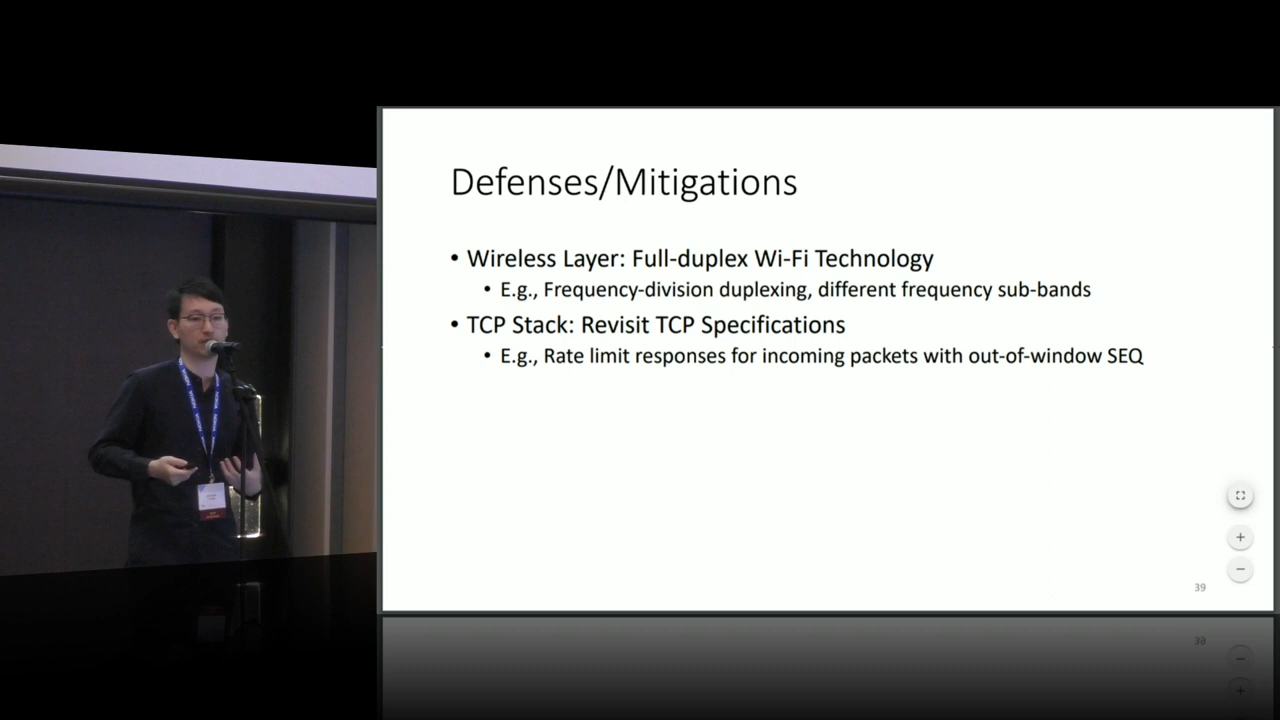 Defenses/Mitigations
• Wireless Layer: Full-duplex Wi-Fi Technology
• E.g., Frequency-division duplexing, different frequency sub-bands
• TCP Stack: Revisit TCP Specifications
• E.g., Rate limit responses for incoming packets with out-of-window SEQ
39
NOKIA